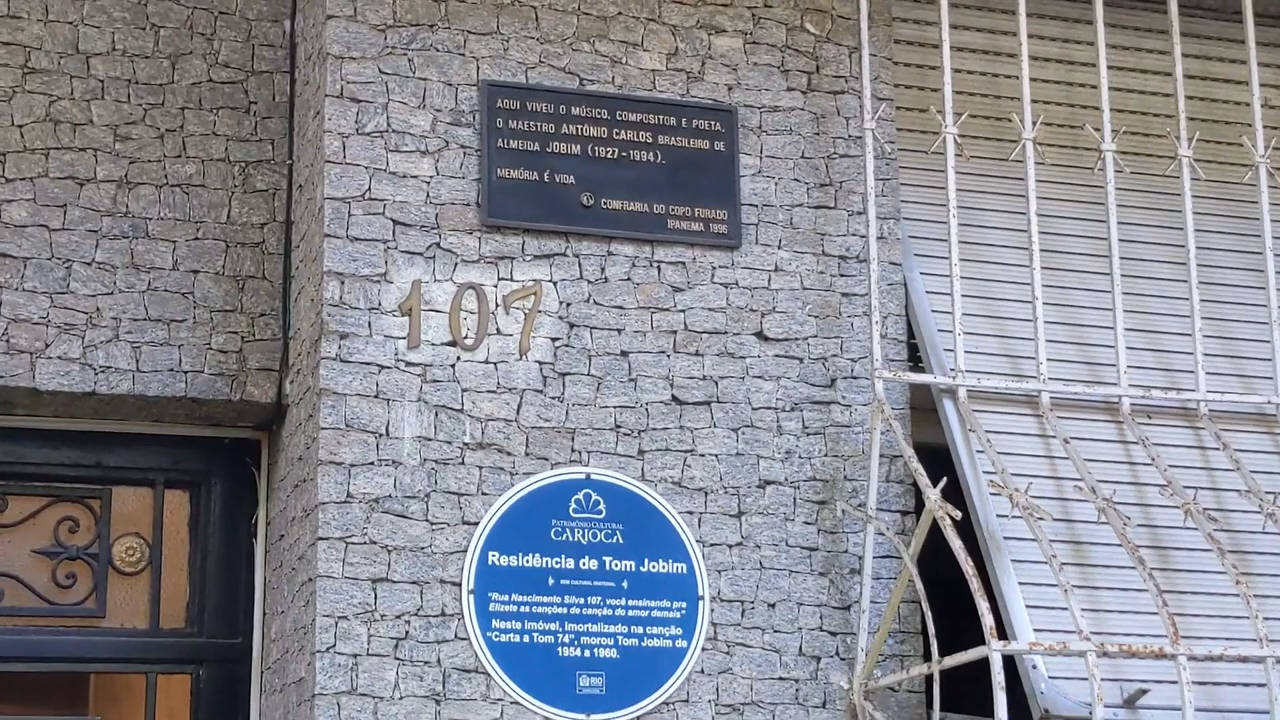 AQUI VIVEU O MÚSICO, COMPOSITOR E POETA,
O MAESTRO ANTÔNIO CARLOS BRASILEIRO DE
ALMEIDA JOBIM (1927-1994).
MEMÓRIA É VIDA
CONFRARIA DO COPO FURADO
IPANEMA 1996
107
PATRIMÔNIO CULTURAL
CARIOCA
Residência de Tom Jobim
BEM CULTURAL IMATERIAL
"Rua Nascimento Silva 107, você ensinando pra
Elizete as canções de canção do amor demais"
Neste imóvel, imortalizado na canção
"Carta a Tom 74", morou Tom Jobim de
1954 a 1960.
RIO